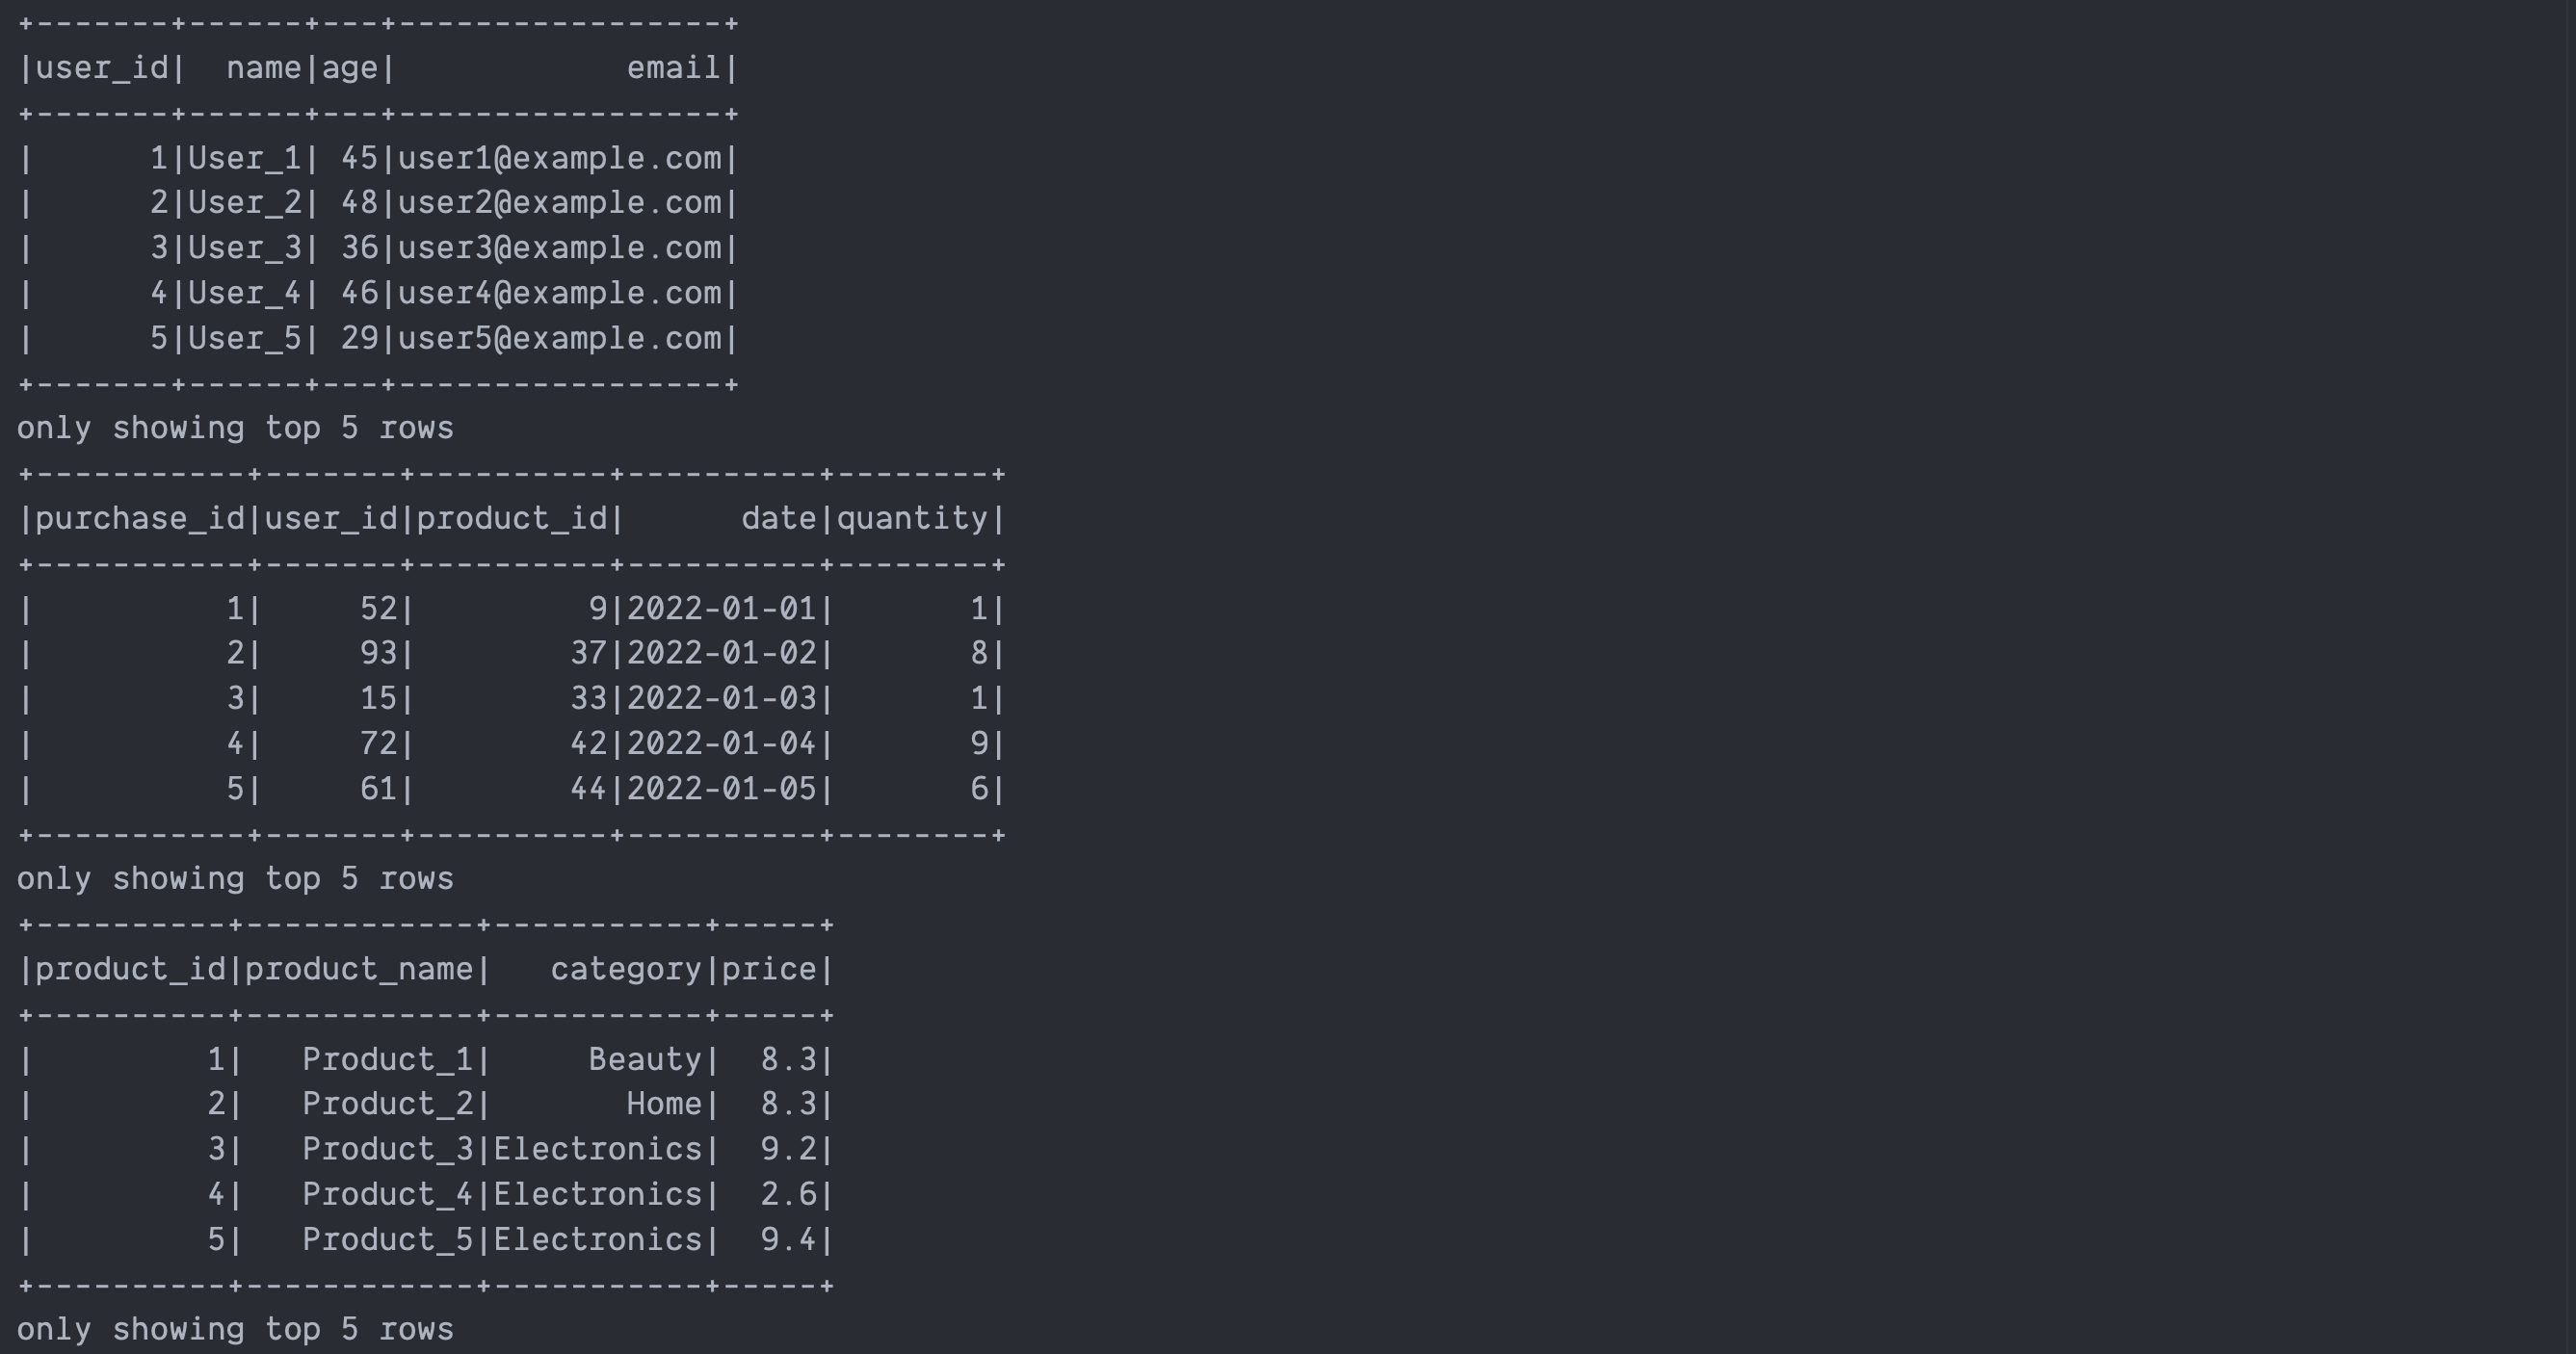 +-------+------+---+-----------------+
|user_id|  name|age|            email|
+-------+------+---+-----------------+
|      1|User_1| 45|user1@example.com|
|      2|User_2| 48|user2@example.com|
|      3|User_3| 36|user3@example.com|
|      4|User_4| 46|user4@example.com|
|      5|User_5| 29|user5@example.com|
+-------+------+---+-----------------+
only showing top 5 rows
+-----------+-------+----------+----------+--------+
|purchase_id|user_id|product_id|      date|quantity|
+-----------+-------+----------+----------+--------+
|          1|     52|         9|2022-01-01|       1|
|          2|     93|        37|2022-01-02|       8|
|          3|     15|        33|2022-01-03|       1|
|          4|     72|        42|2022-01-04|       9|
|          5|     61|        44|2022-01-05|       6|
+-----------+-------+----------+----------+--------+
only showing top 5 rows
+----------+------------+-----------+-----+
|product_id|product_name|   category|price|
+----------+------------+-----------+-----+
|         1|   Product_1|     Beauty|  8.3|
|         2|   Product_2|       Home|  8.3|
|         3|   Product_3|Electronics|  9.2|
|         4|   Product_4|Electronics|  2.6|
|         5|   Product_5|Electronics|  9.4|
+----------+------------+-----------+-----+
only showing top 5 rows